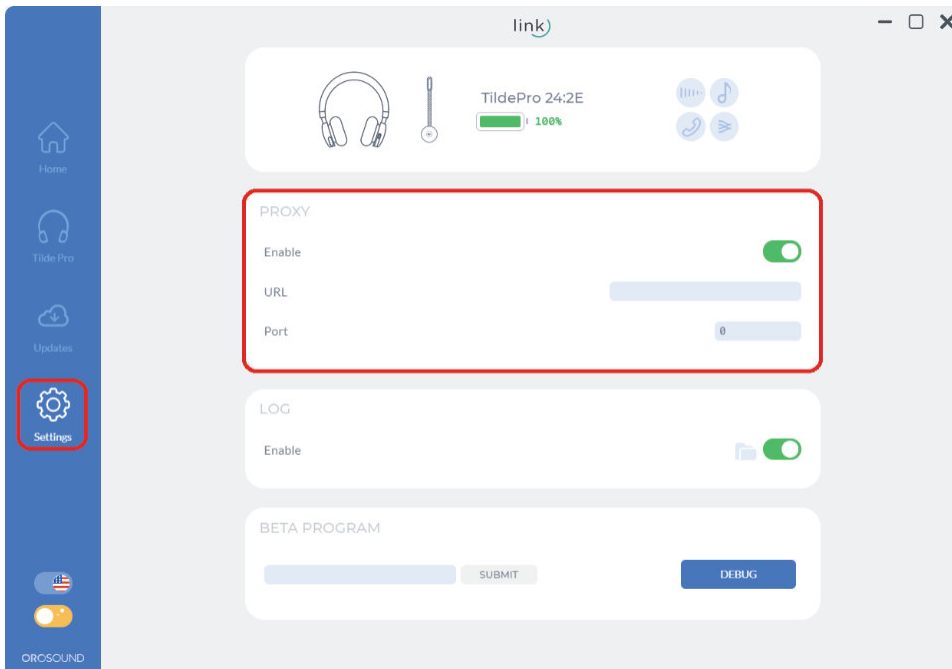 link
TildePro 24:2E
100%
Home
Tilde Pro
Updates
Settings
OROSOUND
PROXY
Enable
URL
Port
0
LOG
Enable
BETA PROGRAM
SUBMIT
DEBUG